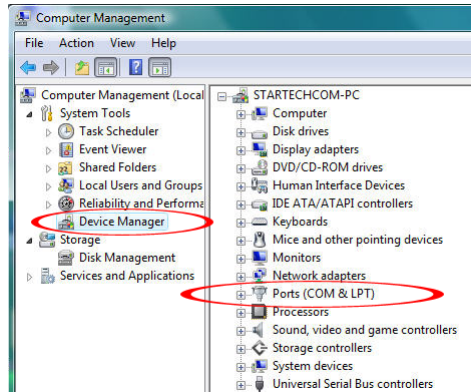 Computer Management
File Action View Help
Computer Management (Local
System Tools
Task Scheduler
Event Viewer
Shared Folders
Local Users and Groups
Reliability and Performa
Device Manager
Storage
Disk Management
Services and Applications
STARTECHCOM-PC
Computer
Disk drives
Display adapters
DVD/CD-ROM drives
Human Interface Devices
IDE ATA/ATAPI controllers
Keyboards
Mice and other pointing devices
Monitors
Network adapters
Ports (COM & LPT)
Processors
Sound, video and game controllers
Storage controllers
System devices
Universal Serial Bus controllers